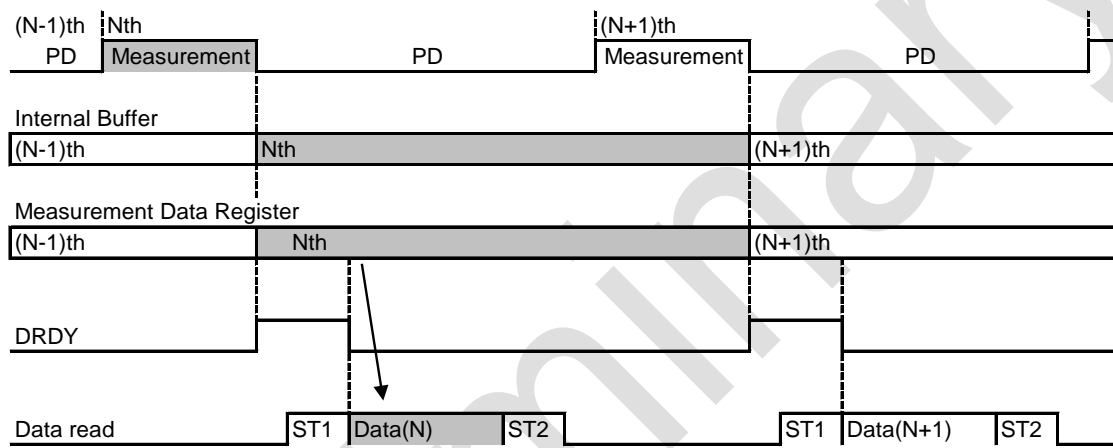 (N-1)th Nth (N+1)th
PD Measurement PD Measurement PD
Internal Buffer
(N-1)th Nth (N+1)th
Measurement Data Register
(N-1)th Nth (N+1)th
DRDY
Data read ST1 Data(N) ST2 ST1 Data(N+1) ST2